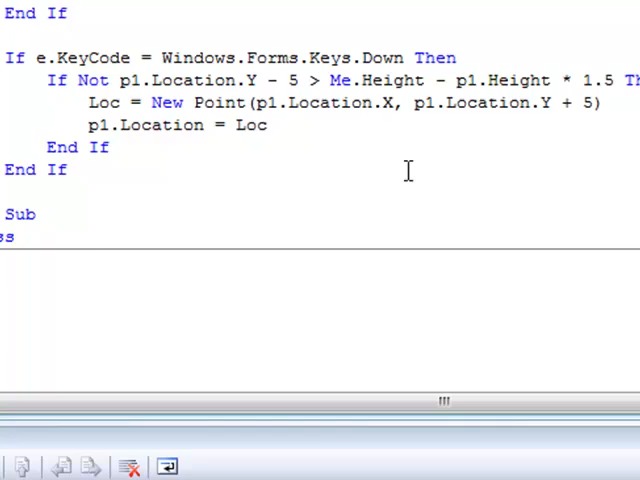 End If
If e.KeyCode = Windows.Forms.Keys.Down Then
If Not p1.Location.Y - 5 > Me.Height - p1.Height * 1.5 Th
Loc = New Point(p1.Location.X, p1.Location.Y + 5)
p1.Location = Loc
End If
End If
Sub
ss